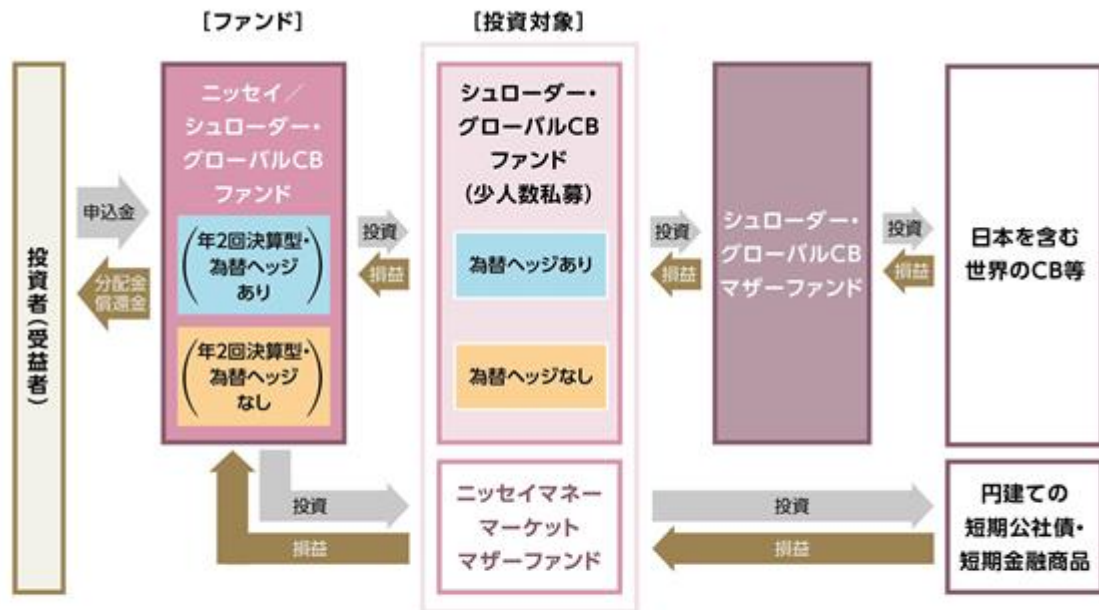 ［ファンド］
［投資対象］
投資者（受益者）
申込金
分配金
償還金
ニッセイ／
シュローダー・
グローバルCB
ファンド
（年2回決算型・
為替ヘッジ
あり）
（年2回決算型・
為替ヘッジ
なし）
投資
損益
シュローダー・
グローバルCB
ファンド
（少人数私募）
為替ヘッジあり
為替ヘッジなし
投資
損益
シュローダー・
グローバルCB
マザーファンド
投資
損益
日本を含む
世界のCB等
投資
損益
ニッセイマネー
マーケット
マザーファンド
投資
損益
円建ての
短期公社債・
短期金融商品